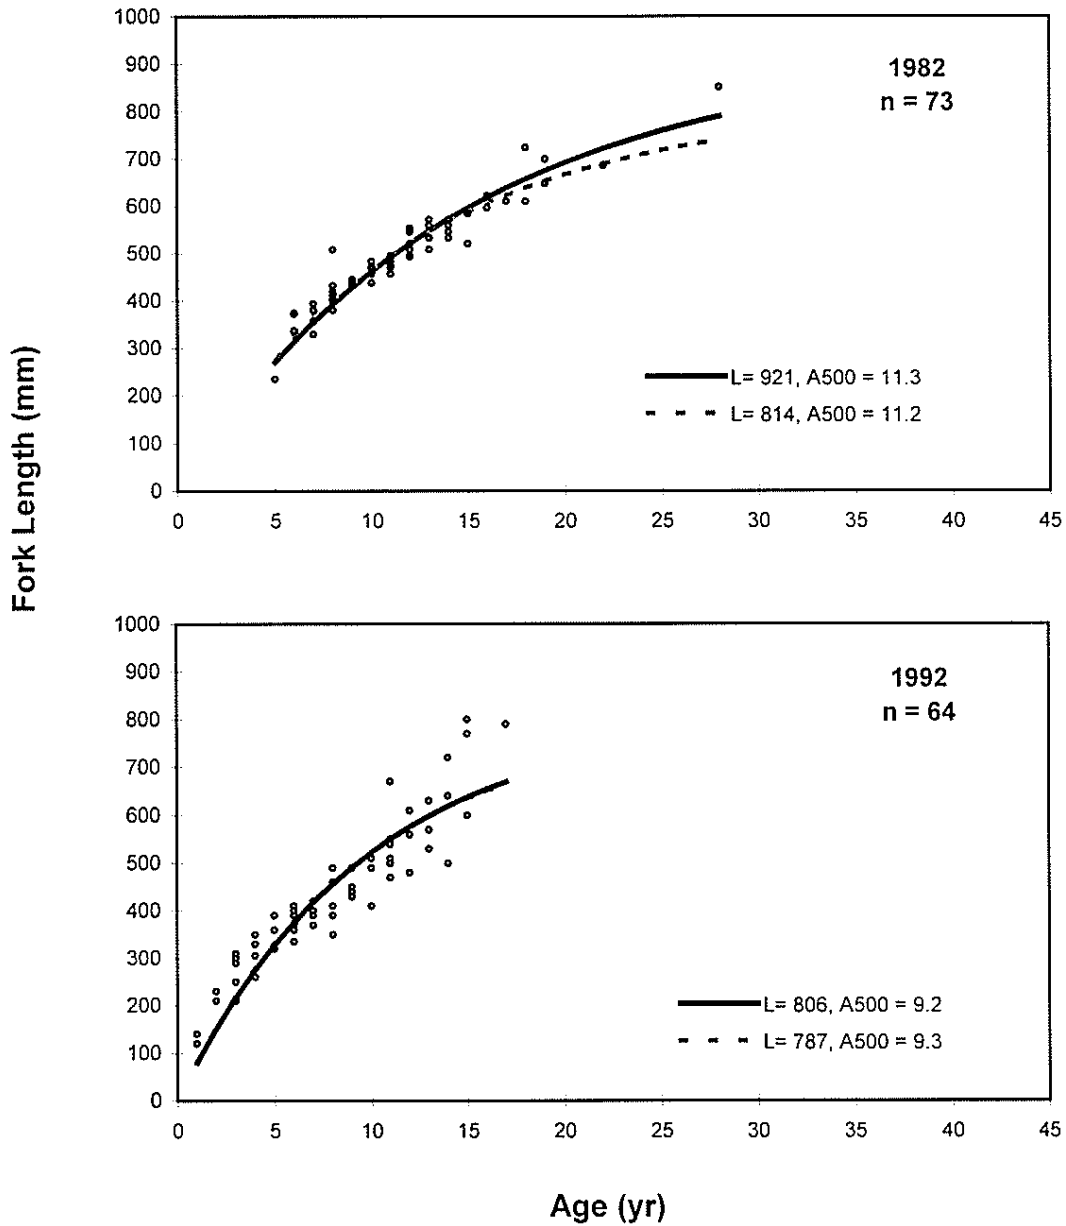 Fork Length (mm)
1000
900
800
700
600
500
400
300
200
100
0
1982
n = 73
L= 921, A500 = 11.3
L= 814, A500 = 11.2
0 5 10 15 20 25 30 35 40 45
1000
900
800
700
600
500
400
300
200
100
0
1992
n = 64
L= 806, A500 = 9.2
L= 787, A500 = 9.3
0 5 10 15 20 25 30 35 40 45
Age (yr)